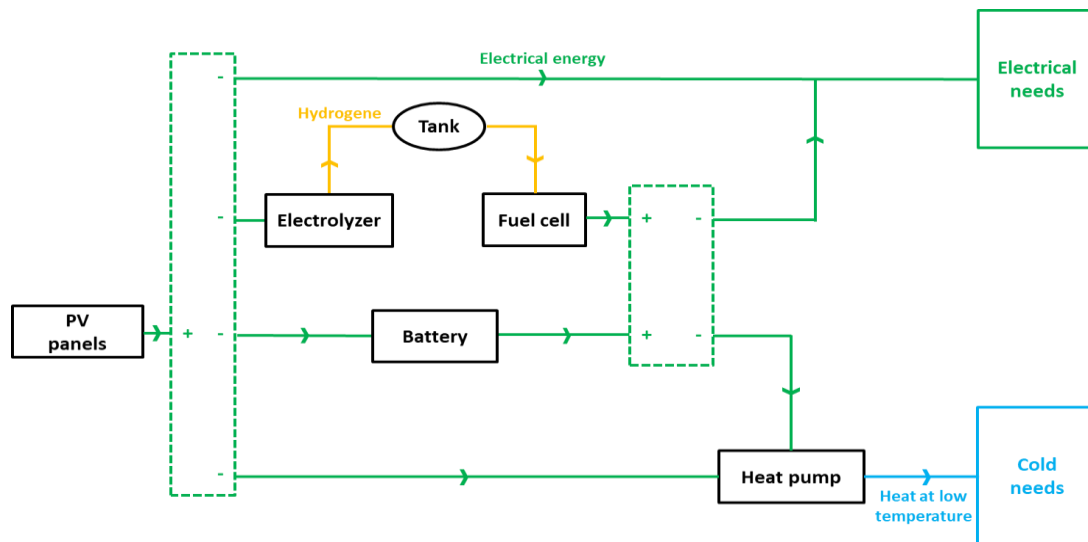 Electrical energy
Electrical
needs
-
Hydrogene
Tank
-
Electrolyzer
Fuel cell
+ -
PV
panels
+ -
Battery
+ -
-
Heat pump
Heat at low
temperature
Cold
needs